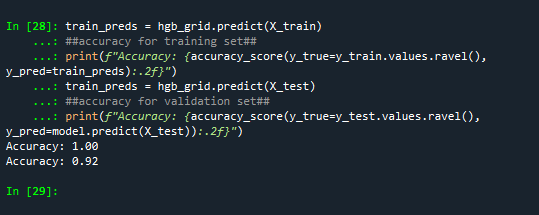 In [28]: train_preds = hgb_grid.predict(X_train)
...: ##accuracy for training set##
...: print(f"Accuracy: {accuracy_score(y_true=y_train.values.ravel(),
y_pred=train_preds):.2f}")
...: train_preds = hgb_grid.predict(X_test)
...: ##accuracy for validation set##
...: print(f"Accuracy: {accuracy_score(y_true=y_test.values.ravel(),
y_pred=model.predict(X_test)):.2f}")
Accuracy: 1.00
Accuracy: 0.92
In [29]: